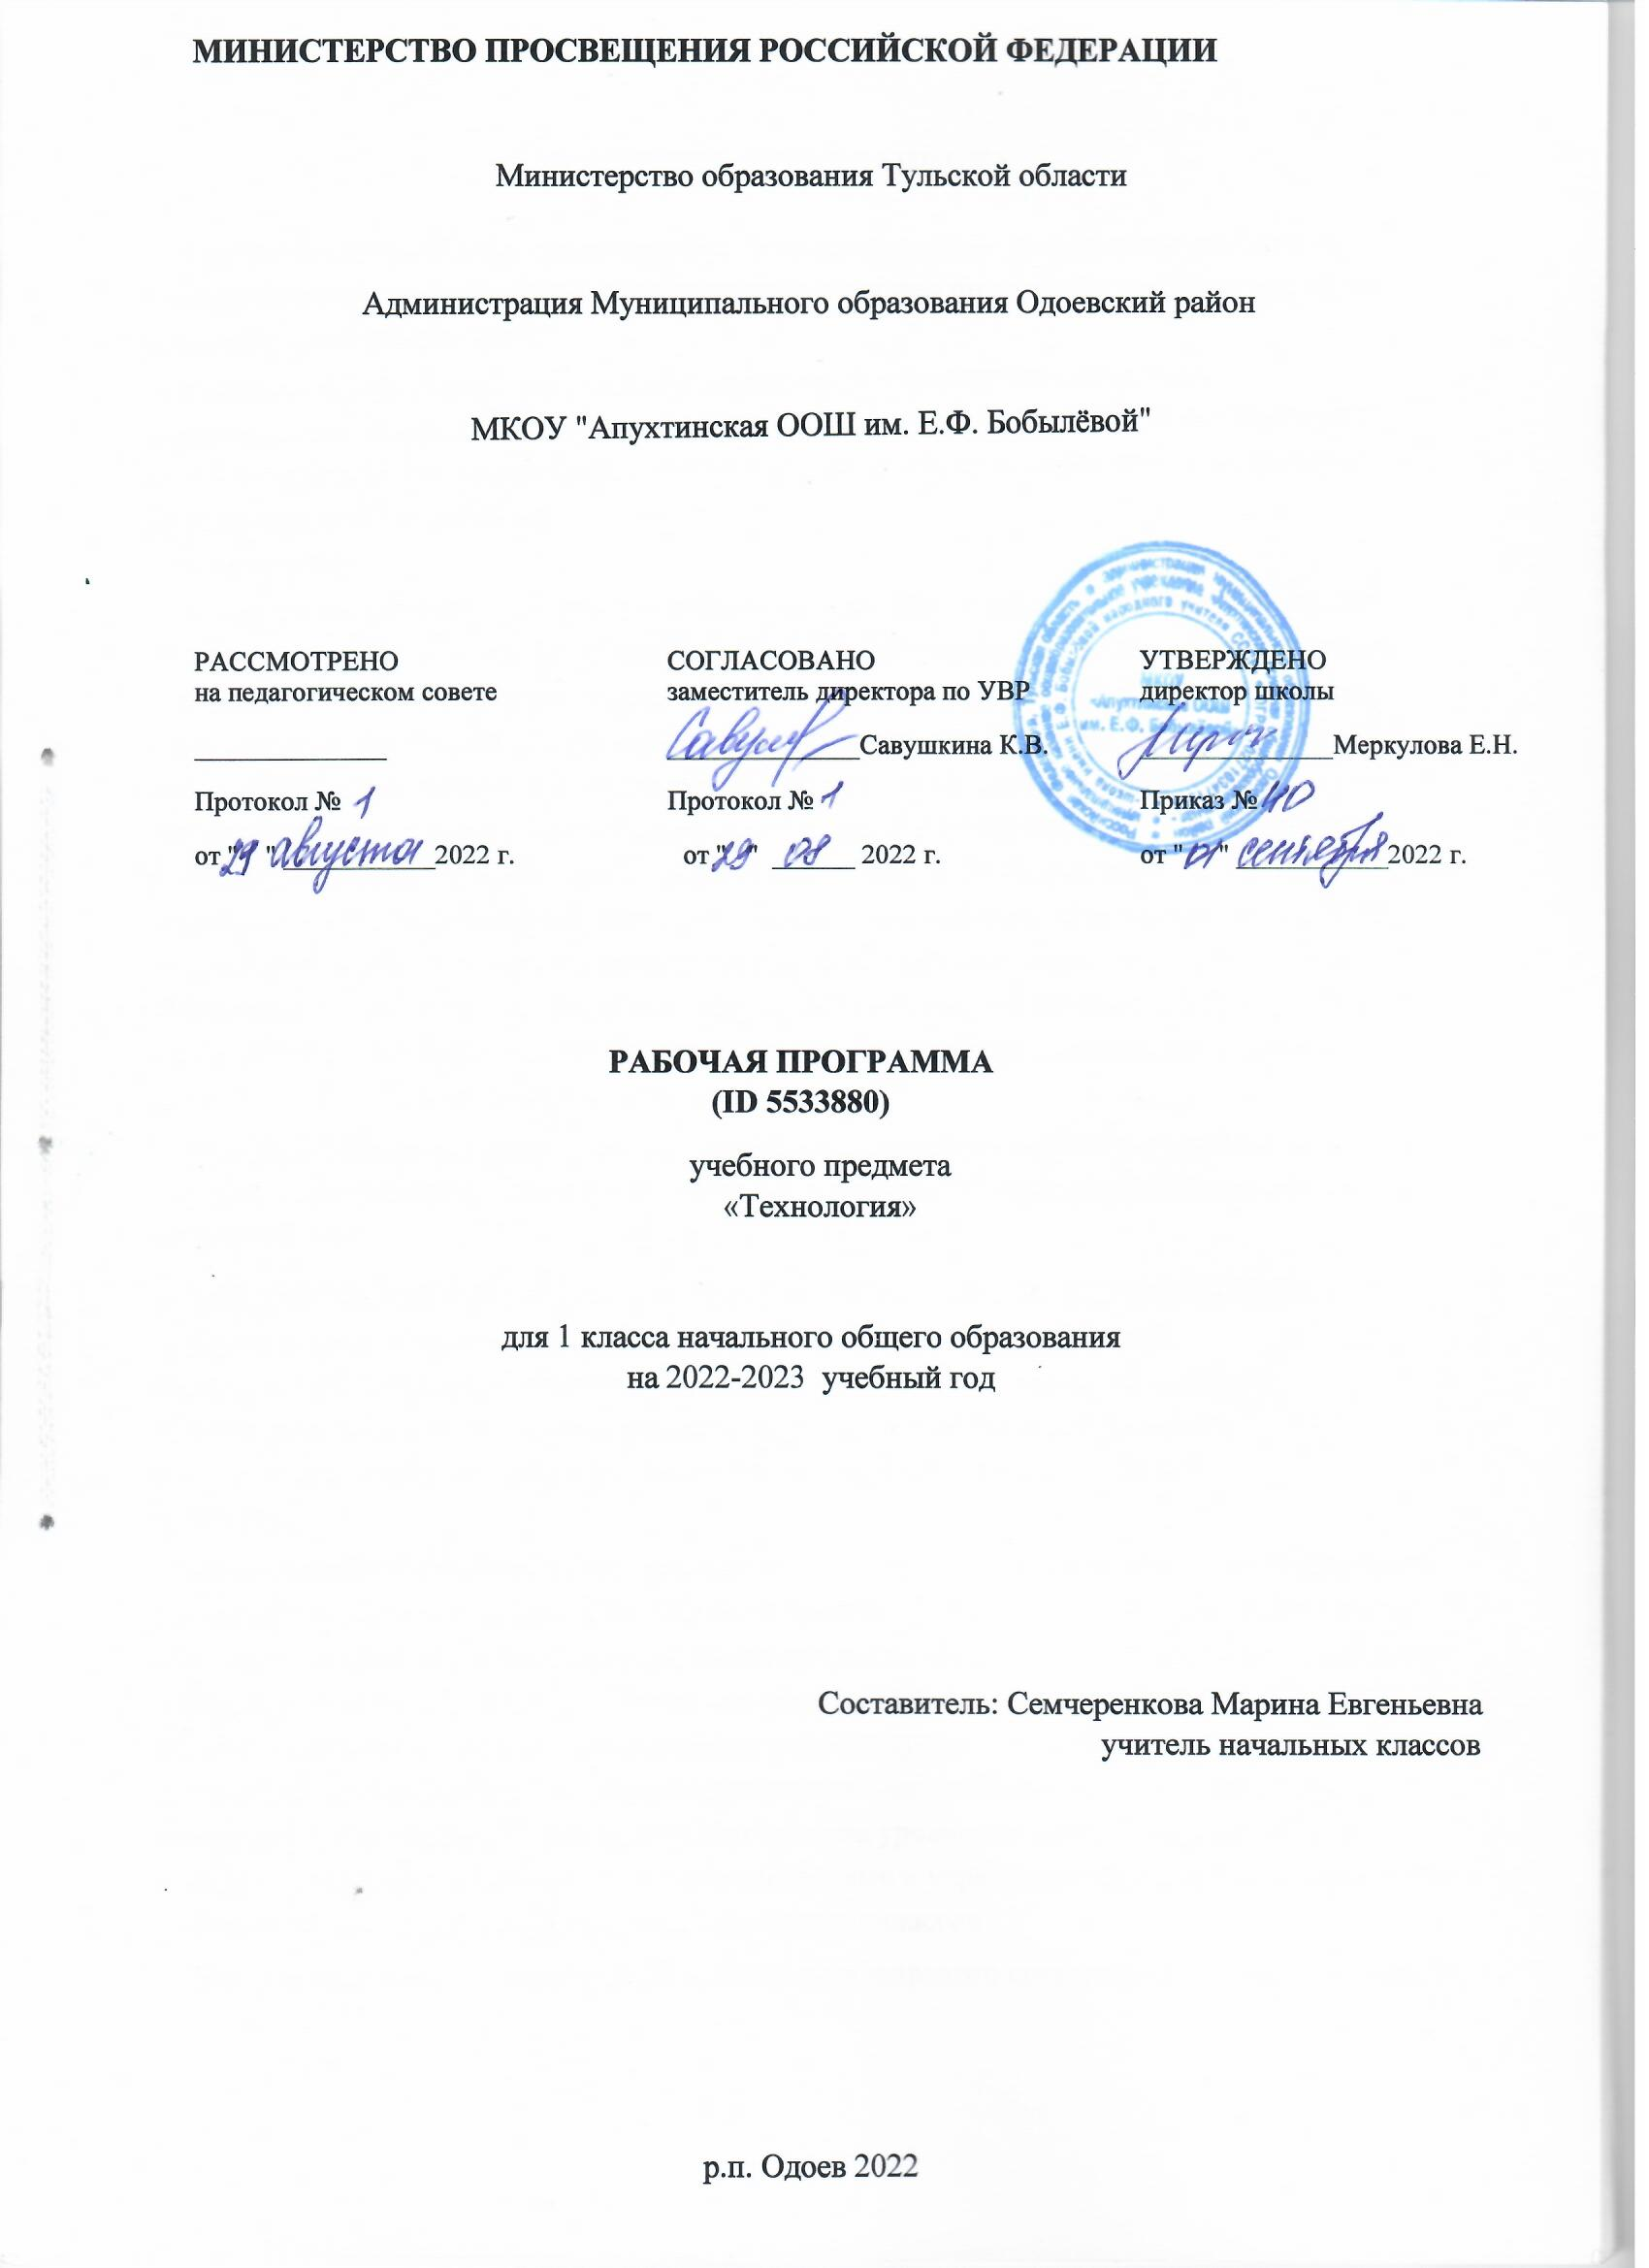 МИНИСТЕРСТВО ПРОСВЕЩЕНИЯ РОССИЙСКОЙ ФЕДЕРАЦИИ
Министерство образования Тульской области
Администрация Муниципального образования Одоевский район
МКОУ "Апухтинская ООШ им. Е.Ф. Бобылёвой"
РАССМОТРЕНО
на педагогическом совете
Протокол № 1
от "29" августа 2022 г.
СОГЛАСОВАНО
заместитель директора по УВР
Савушкина К.В.
Протокол № 1
от "29" 08 2022 г.
УТВЕРЖДЕНО
директор школы
Меркулова Е.Н.
Приказ № 40
от "01" сентября 2022 г.
РАБОЧАЯ ПРОГРАММА
(ID 5533880)
учебного предмета
«Технология»
для 1 класса начального общего образования
на 2022-2023 учебный год
Составитель: Семчеренкова Марина Евгеньевна
учитель начальных классов
р.п. Одоев 2022